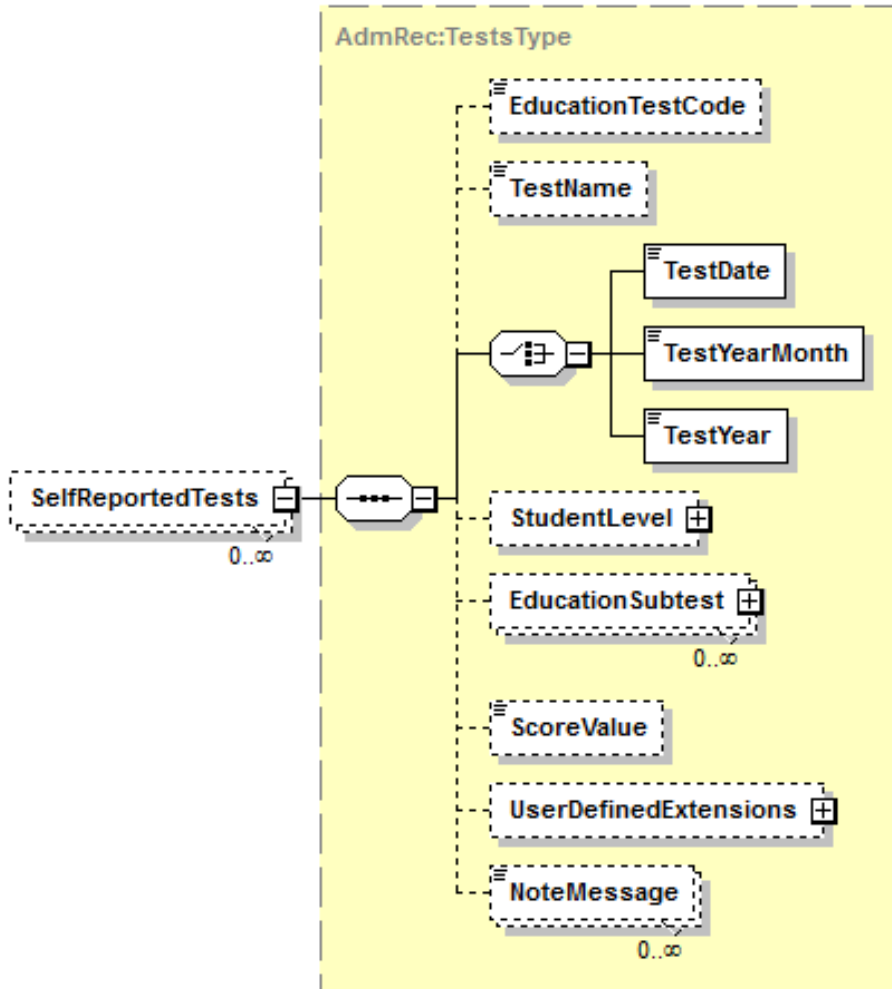 AdmRec:TestsType
EducationTestCode
TestName
TestDate
TestYearMonth
TestYear
SelfReportedTests
0..∞
StudentLevel
EducationSubtest
0..∞
ScoreValue
UserDefinedExtensions
NoteMessage
0..∞